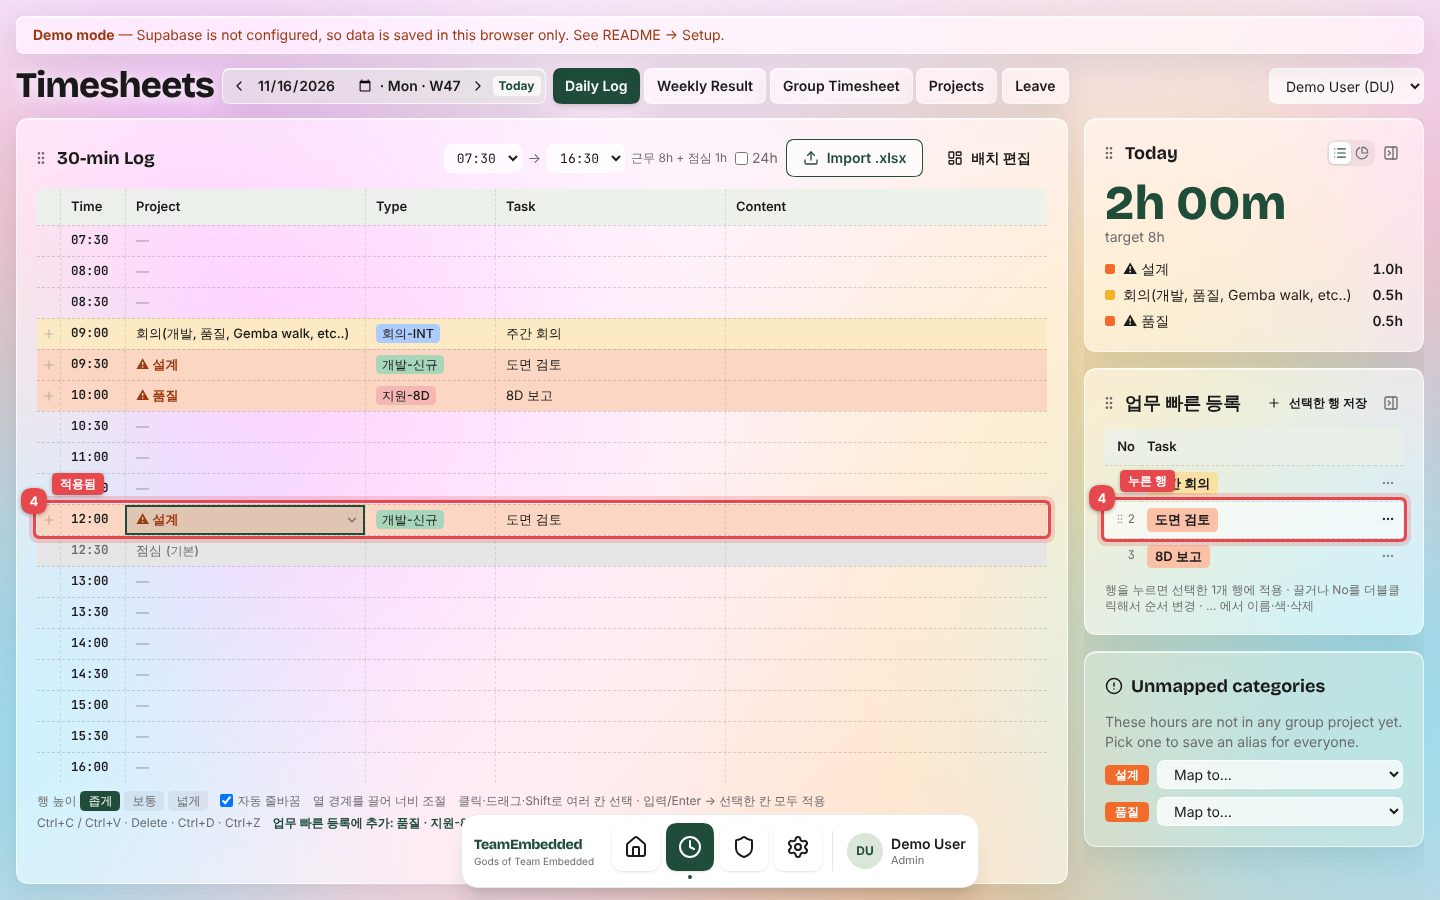 Demo mode — Supabase is not configured, so data is saved in this browser only. See README → Setup.
Timesheets
11/16/2026 · Mon · W47 Today
Daily Log
Weekly Result
Group Timesheet
Projects
Leave
Demo User (DU)
30-min Log
07:30 → 16:30 근무 8h + 점심 1h 24h
Import .xlsx
배치 편집
Time Project Type Task Content
07:30 —
08:00 —
08:30 —
+ 09:00 회의(개발, 품질, Gemba walk, etc..) 회의-INT 주간 회의
+ 09:30 설계 개발-신규 도면 검토
+ 10:00 품질 지원-8D 8D 보고
10:30 —
11:00 —
적용됨
—
4
+ 12:00 설계 개발-신규 도면 검토
12:30 점심 (기본)
13:00 —
13:30 —
14:00 —
14:30 —
15:00 —
15:30 —
16:00 —
행 높이 좁게 보통 넓게 자동 줄바꿈 열 경계를 끌어 너비 조절 클릭·드래그·Shift로 여러 칸 선택 · 입력/Enter → 선택한 칸 모두 적용
Ctrl+C / Ctrl+V · Delete · Ctrl+D · Ctrl+Z 업무 빠른 등록에 추가: 품질 · 지원-8
Today
2h 00m
target 8h
설계 1.0h
회의(개발, 품질, Gemba walk, etc..) 0.5h
품질 0.5h
업무 빠른 등록
+ 선택한 행 저장
No Task
누른 행
회의 ...
4
2 도면 검토 ...
3 8D 보고 ...
행을 누르면 선택한 1개 행에 적용 · 끌거나 No를 더블클
릭해서 순서 변경 · ... 에서 이름·색·삭제
Unmapped categories
These hours are not in any group project yet.
Pick one to save an alias for everyone.
설계 Map to...
품질 Map to...
TeamEmbedded
Gods of Team Embedded
DU
Demo User
Admin